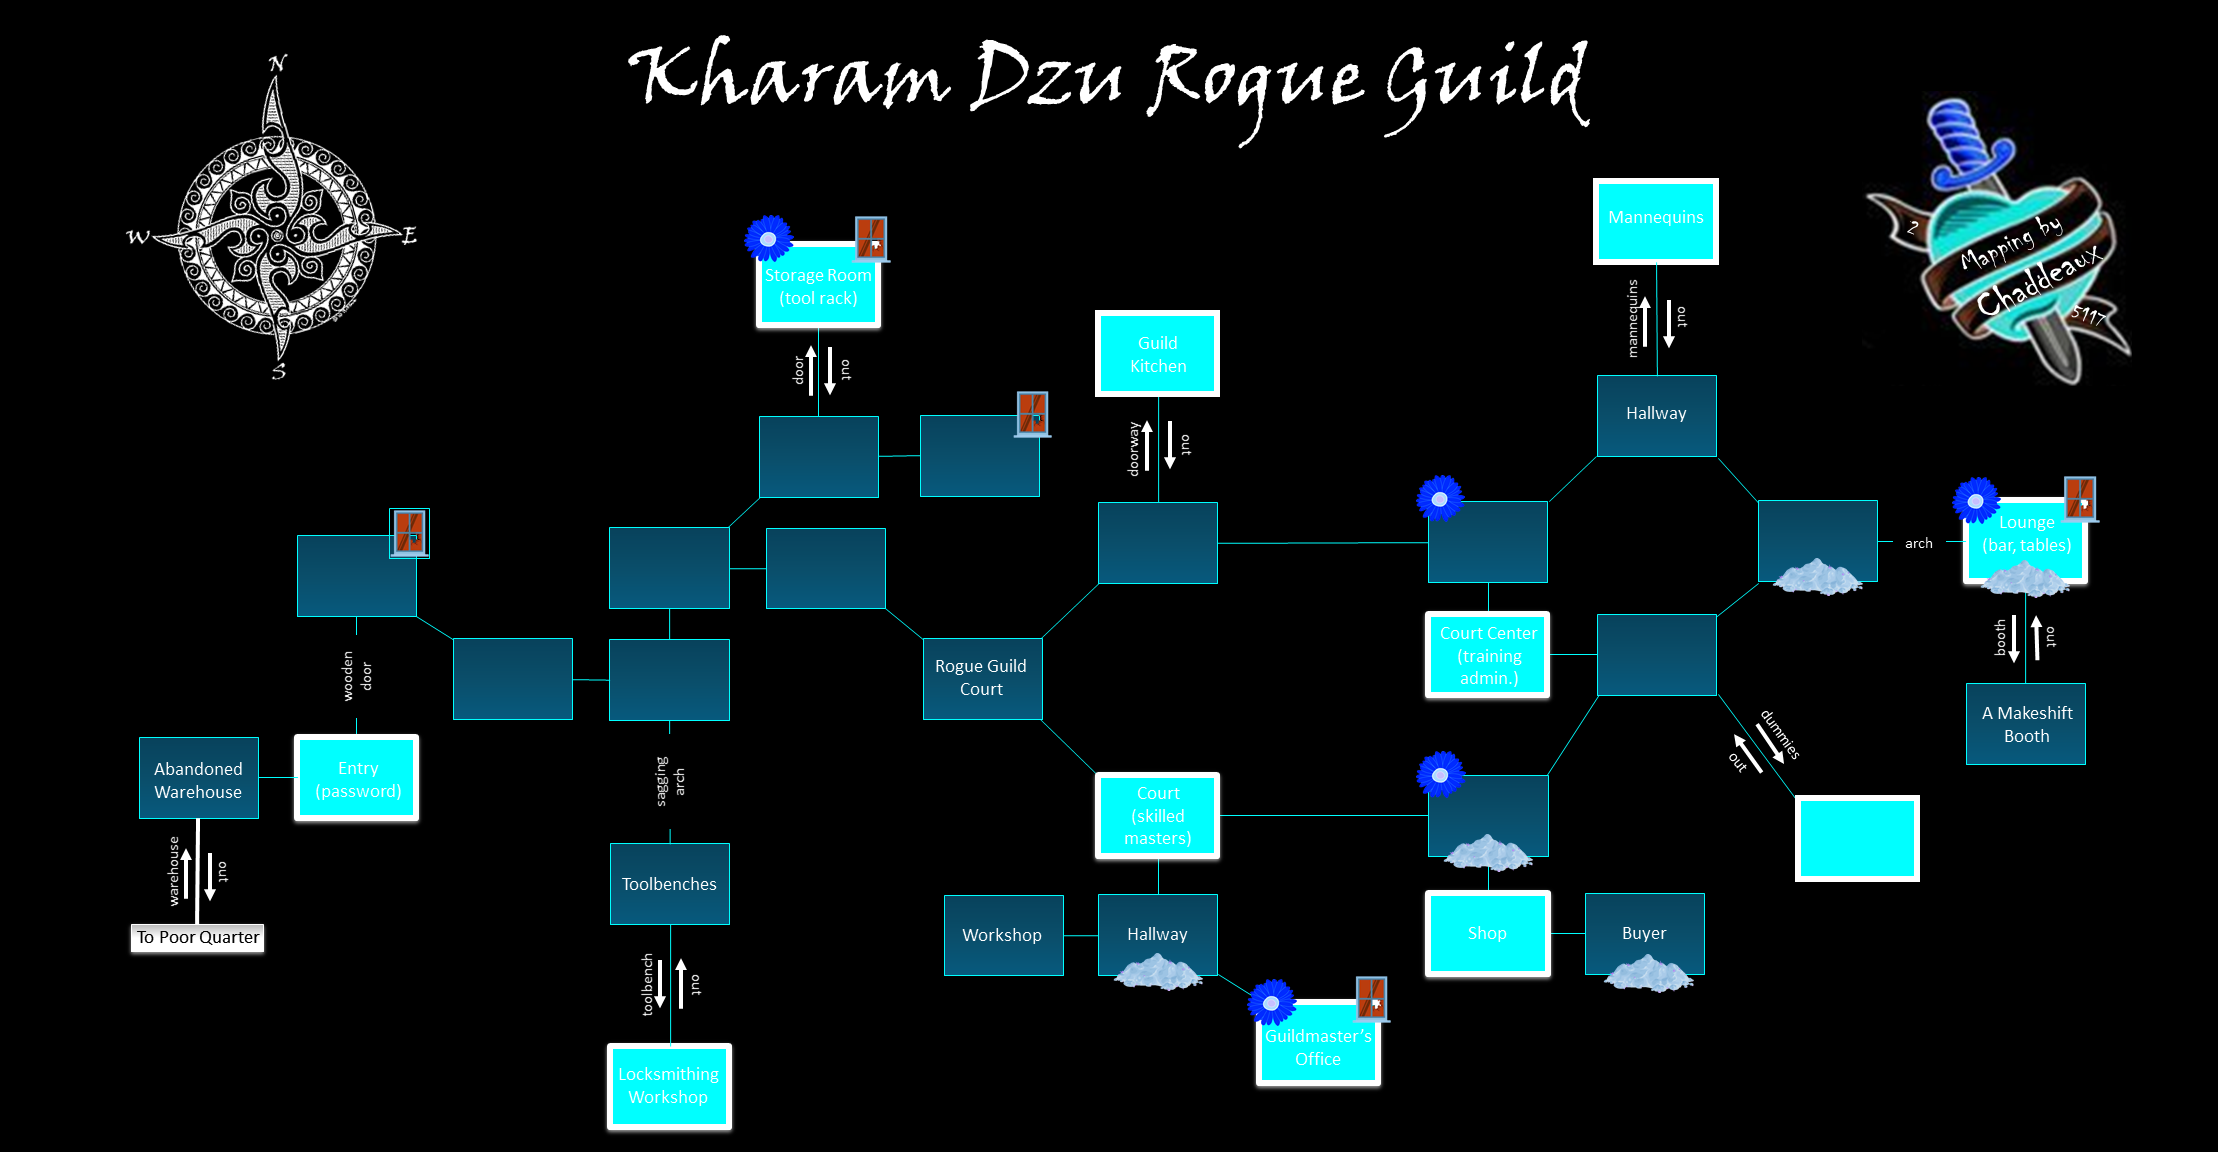 Kharam Dzu Rogue Guild
N
W
E
S
2
Mapping by
Chaddeaux
5117
Mannequins
mannequins
out
Storage Room
(tool rack)
door
out
Guild
Kitchen
doorway
out
Hallway
Lounge
(bar, tables)
arch
booth
out
A Makeshift
Booth
wooden
door
Rogue Guild
Court
Court Center
(training
admin.)
dummies
out
Abandoned
Warehouse
Entry
(password)
warehouse
out
To Poor Quarter
sagging
arch
Toolbenches
toolbench
out
Locksmithing
Workshop
Court
(skilled
masters)
Workshop
Hallway
Guildmaster's
Office
Shop
Buyer